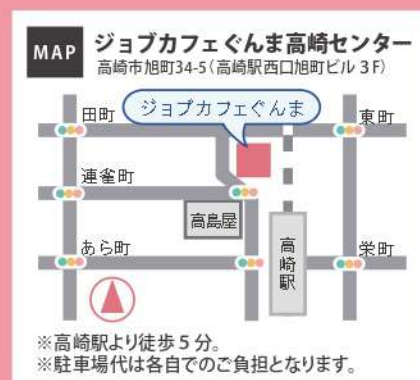 MAP
ジョブカフェぐんま高崎センター
高崎市旭町34-5(高崎駅西口旭町ビル 3F)
田町
ジョブカフェぐんま
東町
連雀町
高島屋
あら町
高崎駅
栄町
※高崎駅より徒歩 5 分。
※駐車場代は各自でのご負担となります。